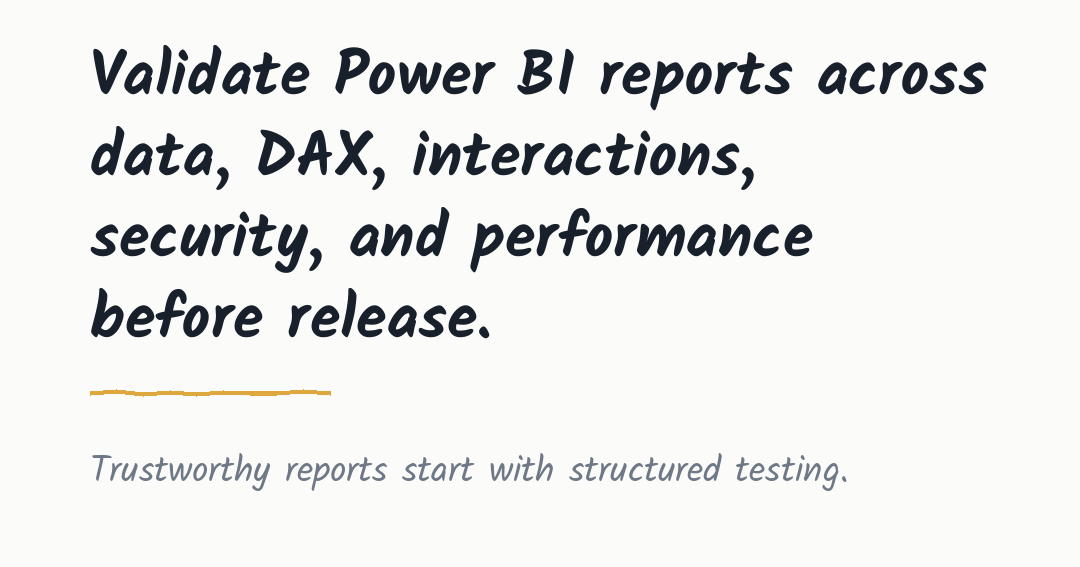 Validate Power BI reports across
data, DAX, interactions,
security, and performance
before release.
Trustworthy reports start with structured testing.